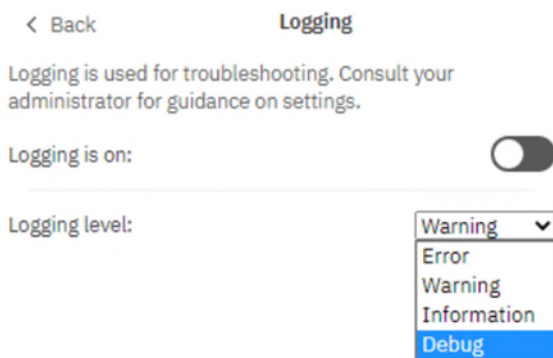 < Back Logging
Logging is used for troubleshooting. Consult your
administrator for guidance on settings.
Logging is on:
Logging level: Warning
Error
Warning
Information
Debug